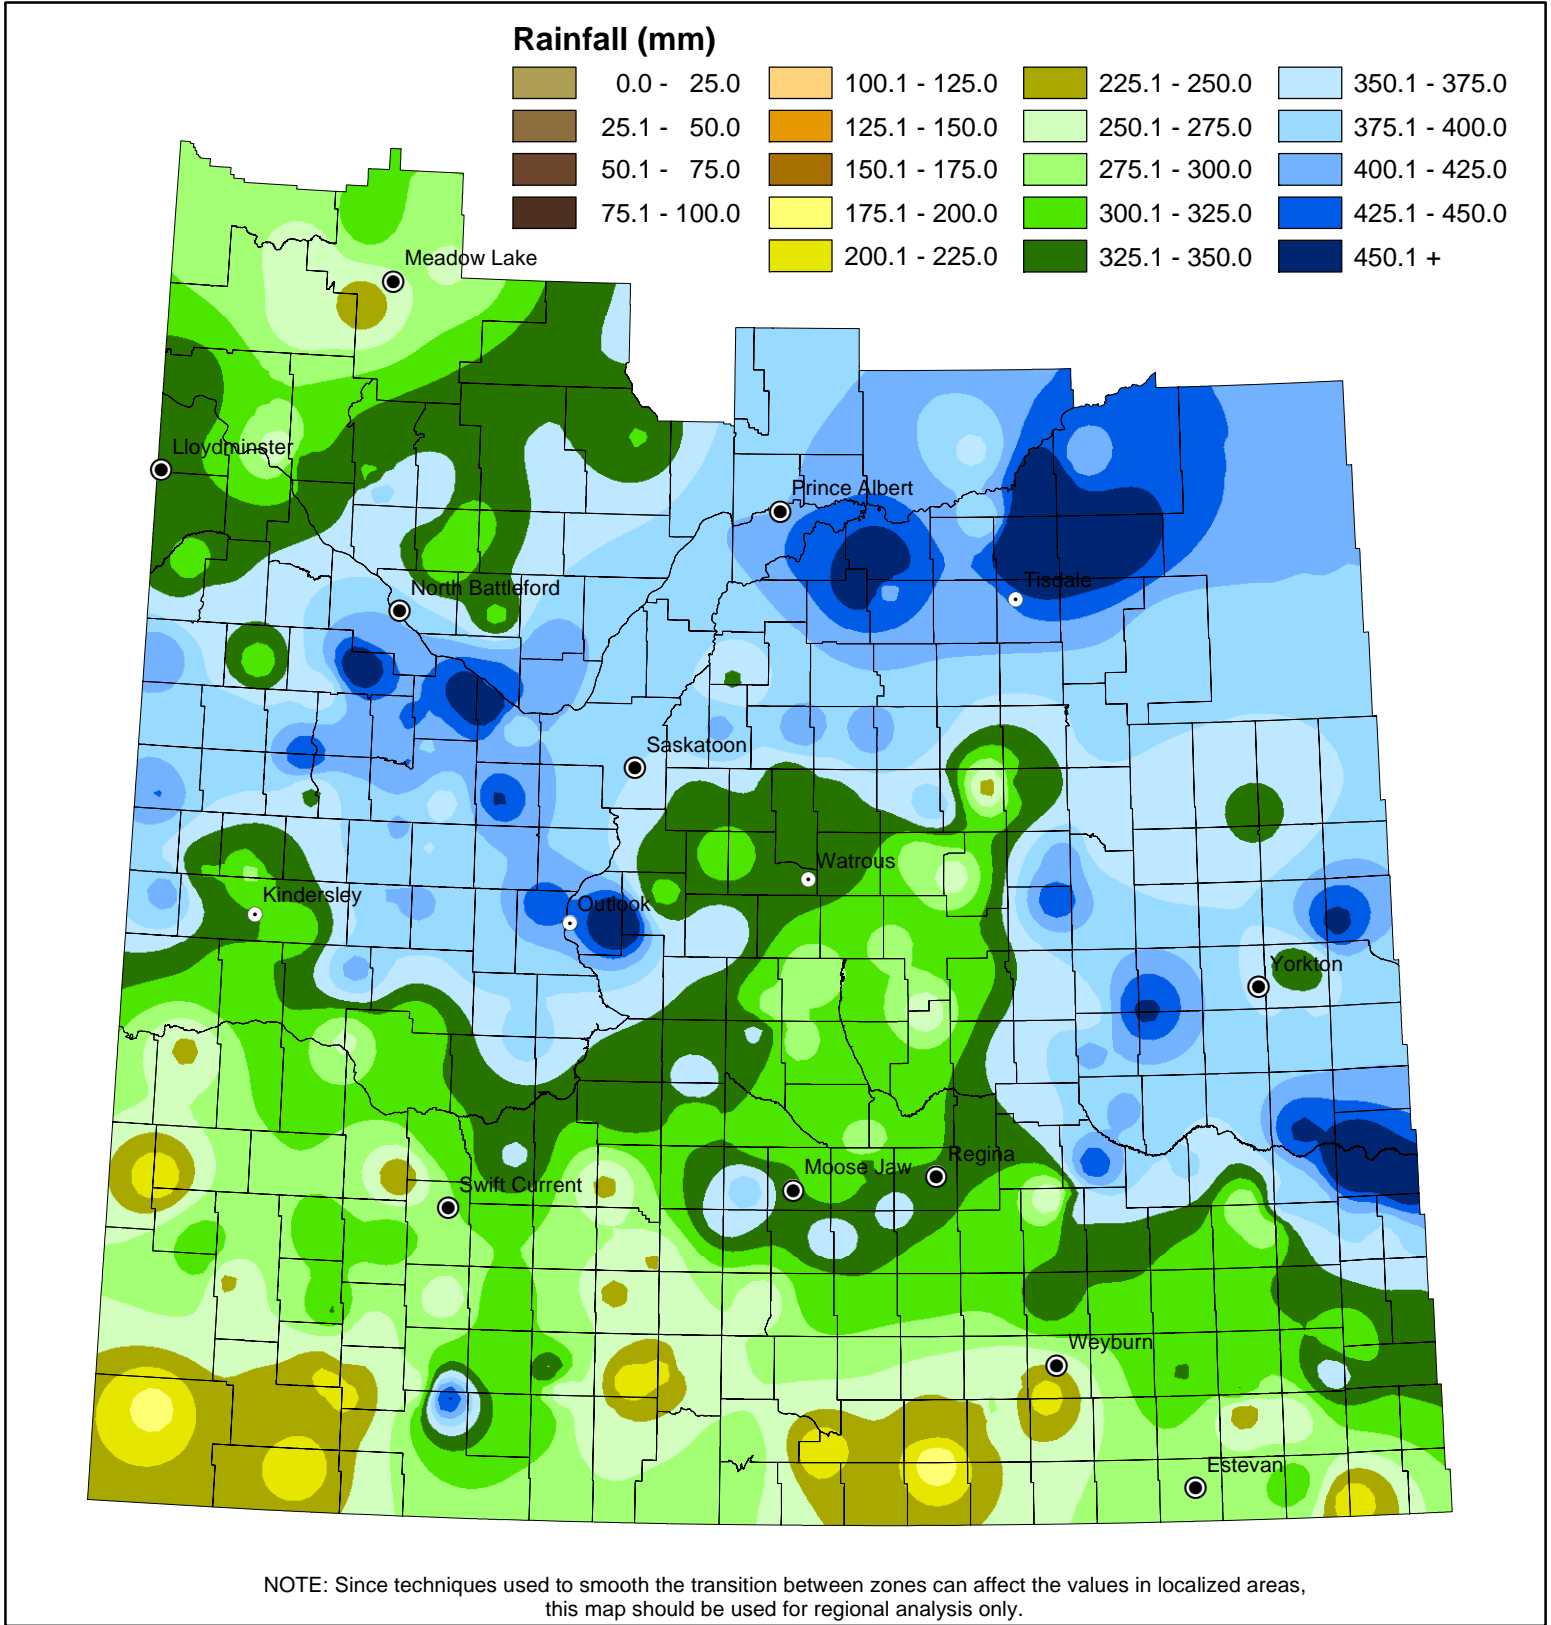 Rainfall (mm)
0.0 - 25.0
25.1 - 50.0
50.1 - 75.0
75.1 - 100.0
100.1 - 125.0
125.1 - 150.0
150.1 - 175.0
175.1 - 200.0
200.1 - 225.0
225.1 - 250.0
250.1 - 275.0
275.1 - 300.0
300.1 - 325.0
325.1 - 350.0
350.1 - 375.0
375.1 - 400.0
400.1 - 425.0
425.1 - 450.0
450.1 +
Meadow Lake
Lloydminster
Prince Albert
Tisdale
North Battleford
Saskatoon
Watrous
Kindersley
Outlook
Yorkton
Regina
Moose Jaw
Swift Current
Weyburn
Estevan
NOTE: Since techniques used to smooth the transition between zones can affect the values in localized areas,
this map should be used for regional analysis only.